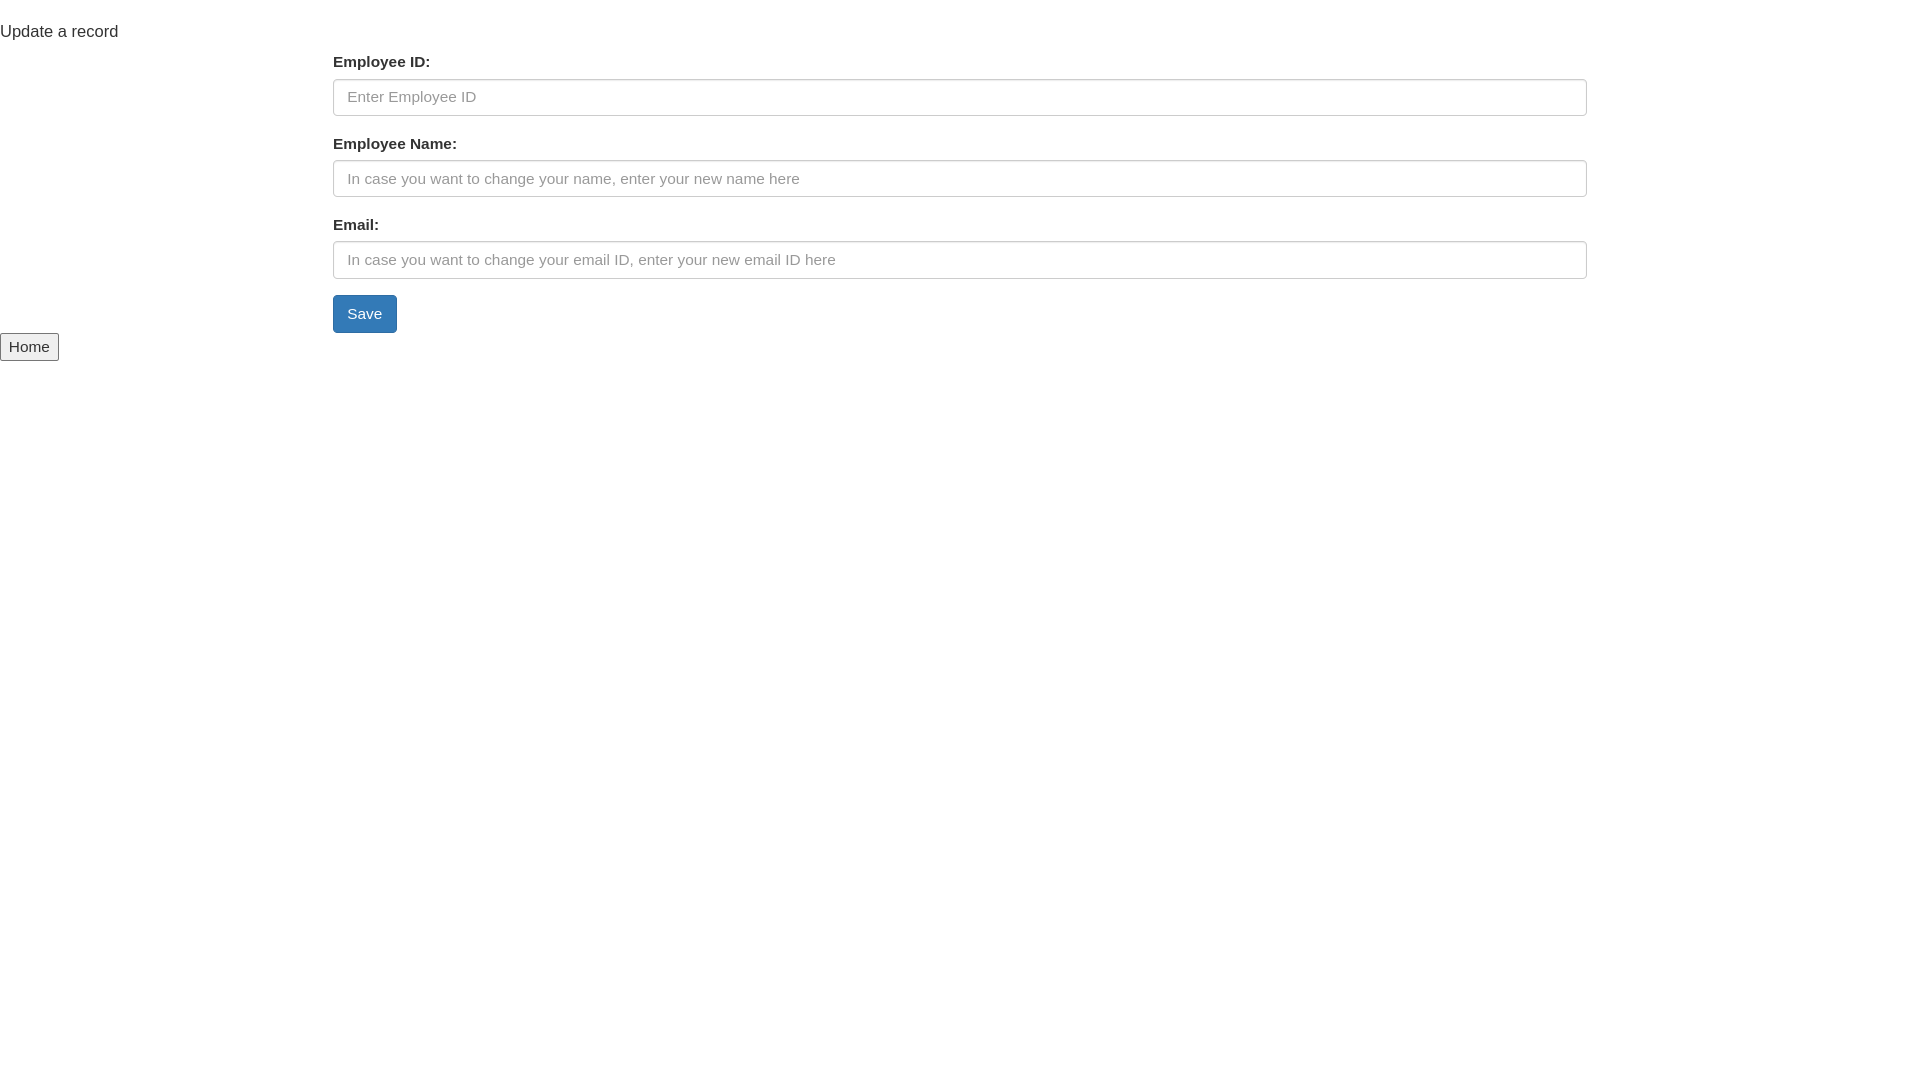 Update a record
Employee ID:
Enter Employee ID
Employee Name:
In case you want to change your name, enter your new name here
Email:
In case you want to change your email ID, enter your new email ID here
Save
Home